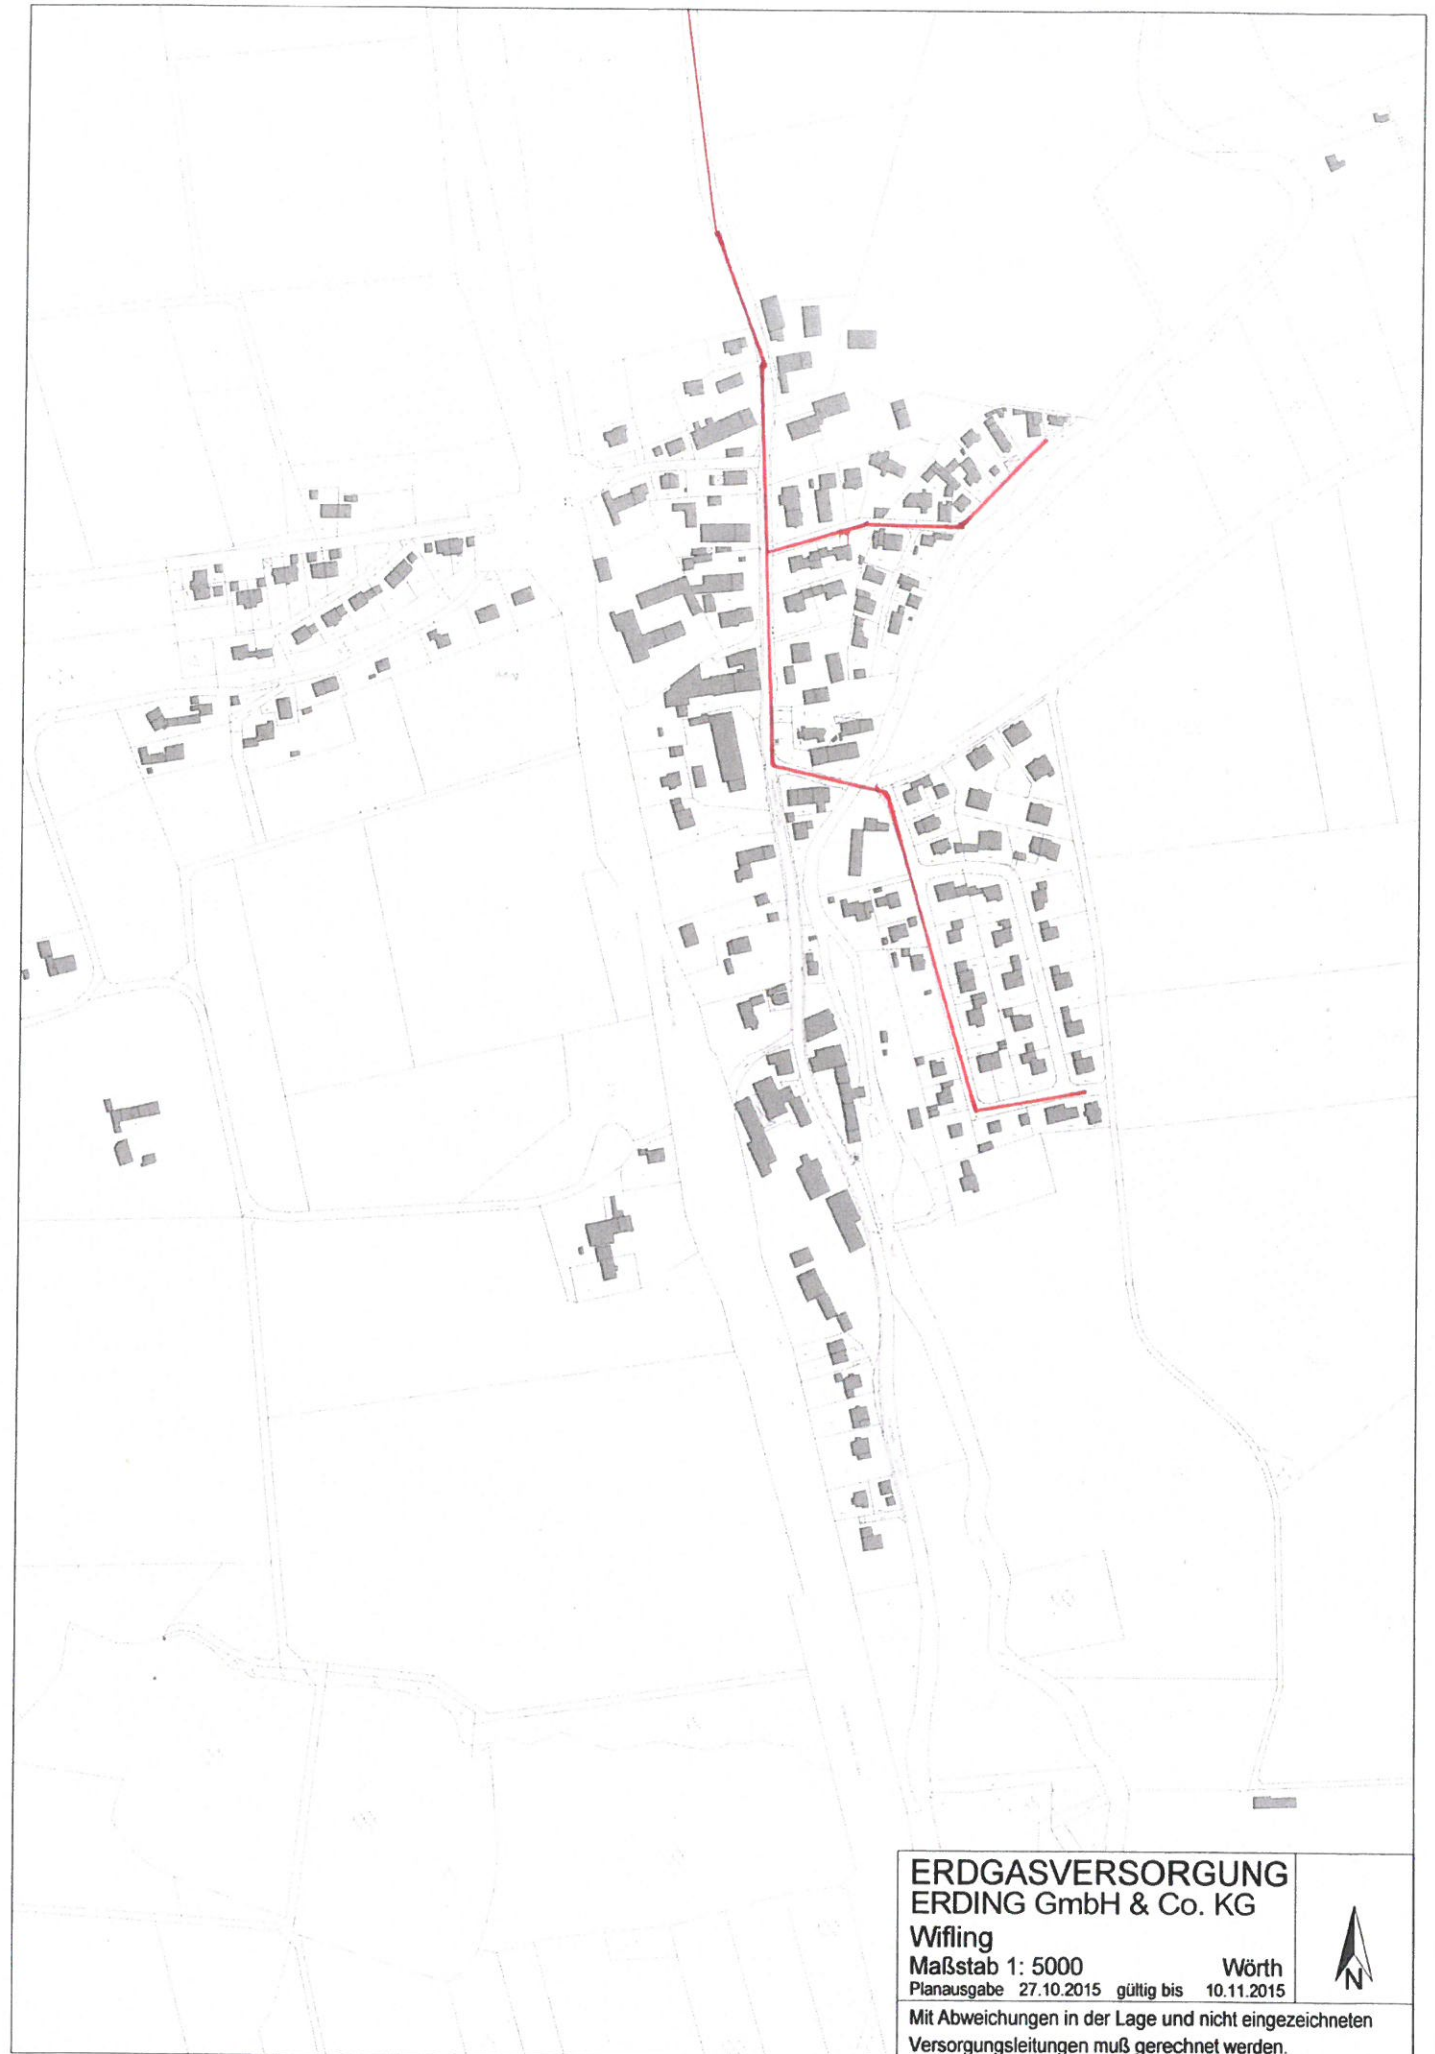 ERDGASVERSORGUNG
ERDING GmbH & Co. KG
Wifling
Maßstab 1: 5000 Wörth
Planausgabe 27.10.2015 gültig bis 10.11.2015
N
Mit Abweichungen in der Lage und nicht eingezeichneten
Versorgungsleitungen muß gerechnet werden.